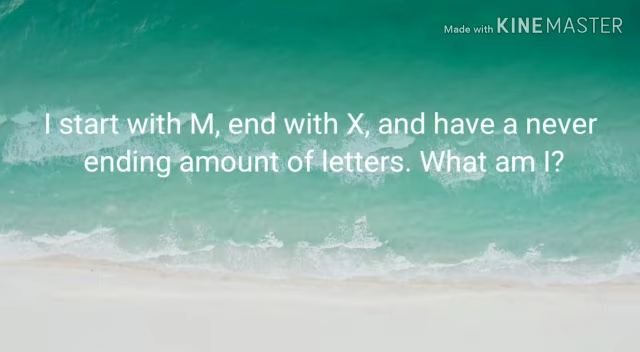 Made with KINEMASTER
I start with M, end with X, and have a never
ending amount of letters. What am I?